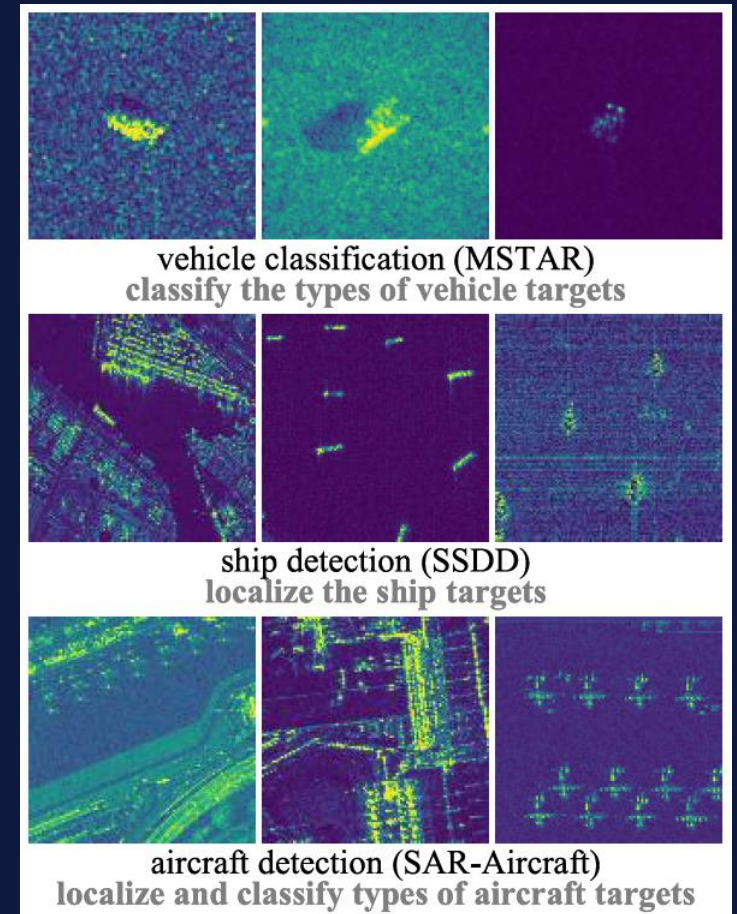 vehicle classification (MSTAR)
classify the types of vehicle targets
ship detection (SSDD)
localize the ship targets
aircraft detection (SAR-Aircraft)
localize and classify types of aircraft targets